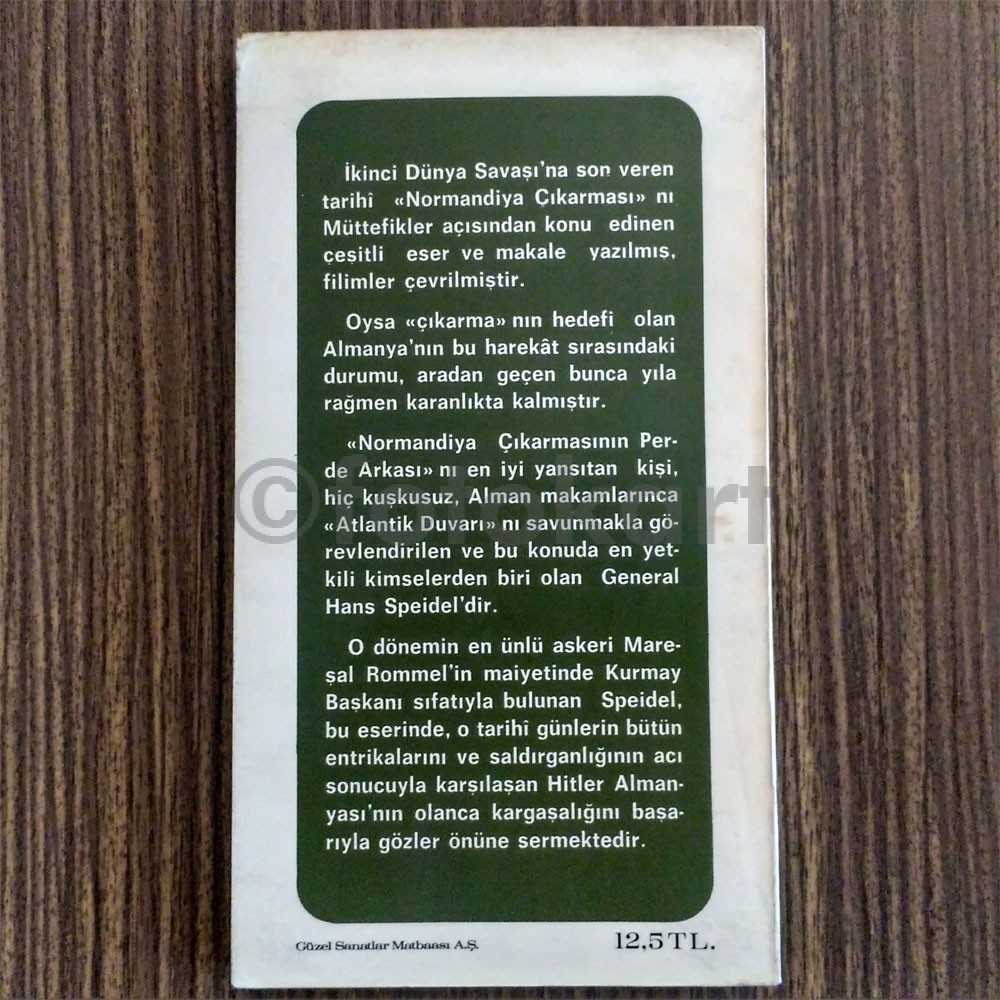 İkinci Dünya Savaşı'na son veren
tarihî «Normandiya Çıkarması» nı
Müttefikler açısından konu edinen
çeşitli eser ve makale yazılmış,
filimler çevrilmiştir.
Oysa «çıkarma» nın hedefi olan
Almanya'nın bu harekât sırasındaki
durumu, aradan geçen bunca yıla
rağmen karanlıkta kalmıştır.
«Normandiya Çıkarmasının Per-
de Arkası» nı en iyi yansıtan kişi,
hiç kuşkusuz, Alman makamlarınca
«Atlantik Duvarı» nı savunmakla gö-
revlendirilen ve bu konuda en yet-
kili kimselerden biri olan General
Hans Speidel'dir.
O dönemin en ünlü askeri Mare-
şal Rommel'in maiyetinde Kurmay
Başkanı sıfatıyla bulunan Speidel,
bu eserinde, o tarihî günlerin bütün
entrikalarını ve saldırganlığının acı
sonucuyla karşılaşan Hitler Alman-
yası'nın olanca kargaşalığını başa-
rıyla gözler önüne sermektedir.
Güzel Sanatlar Matbaası A.Ş.
12,5 TL.
©fotokart